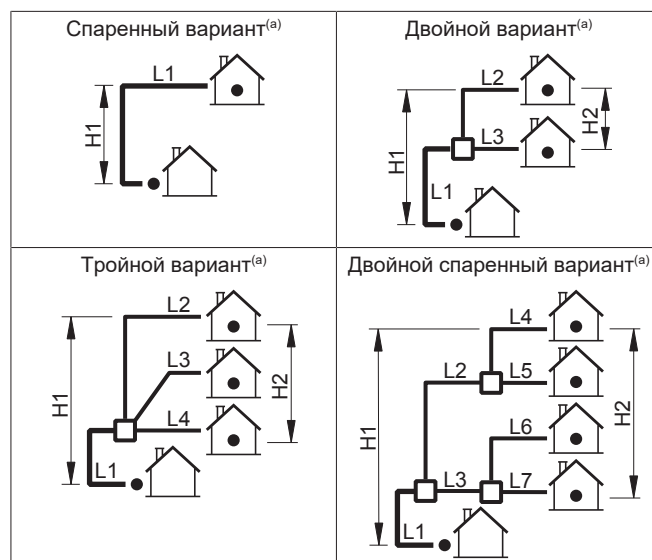 Спаренный вариант(a)
L1
H1
Двойной вариант(a)
L2
H2
L3
H1
L1
Тройной вариант(a)
L2
L3
H2
H1
L4
L1
Двойной спаренный вариант(a)
L4
L2
L5
H2
H1
L6
L3
L7
L1